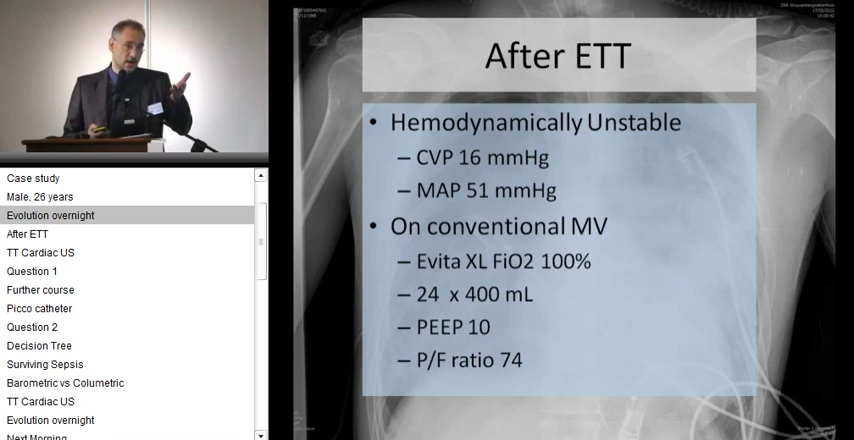 Case study
Male, 26 years
Evolution overnight
After ETT
TT Cardiac US
Question 1
Further course
Picco catheter
Question 2
Decision Tree
Surviving Sepsis
Barometric vs Columetric
TT Cardiac US
Evolution overnight
Next Morning
After ETT
• Hemodynamically Unstable
– CVP 16 mmHg
– MAP 51 mmHg
• On conventional MV
– Evita XL FiO2 100%
– 24 x 400 mL
– PEEP 10
– P/F ratio 74